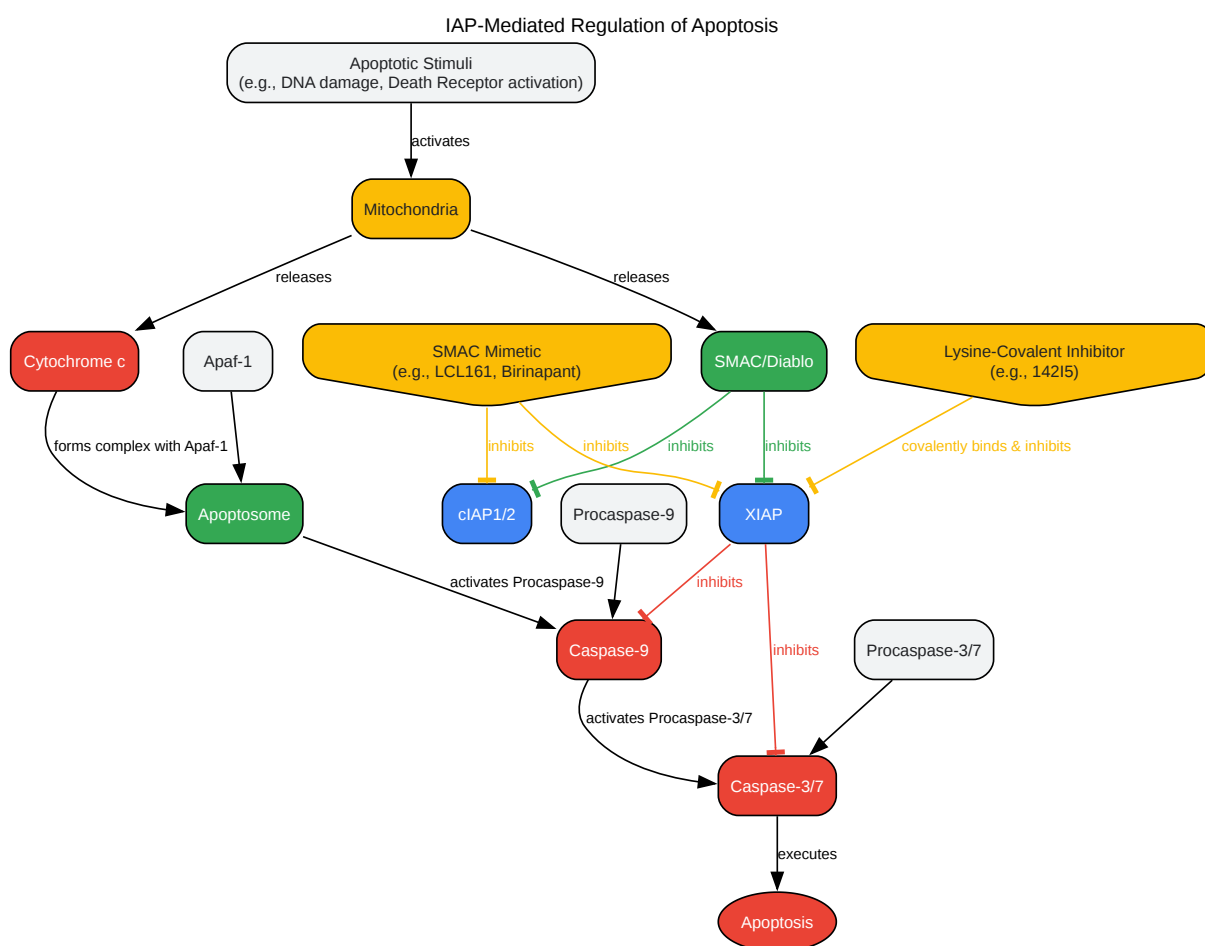 IAP-Mediated Regulation of Apoptosis
Apoptotic Stimuli
(e.g., DNA damage, Death Receptor activation)
activates
Mitochondria
releases
releases
Cytochrome c
Apaf-1
SMAC Mimetic
(e.g., LCL161, Birinapant)
SMAC/Diablo
Lysine-Covalent Inhibitor
(e.g., 142I5)
forms complex with Apaf-1
inhibits
inhibits
inhibits
inhibits
covalently binds & inhibits
Apoptosome
cIAP1/2
Procaspase-9
XIAP
activates Procaspase-9
inhibits
Caspase-9
inhibits
Procaspase-3/7
activates Procaspase-3/7
Caspase-3/7
executes
Apoptosis